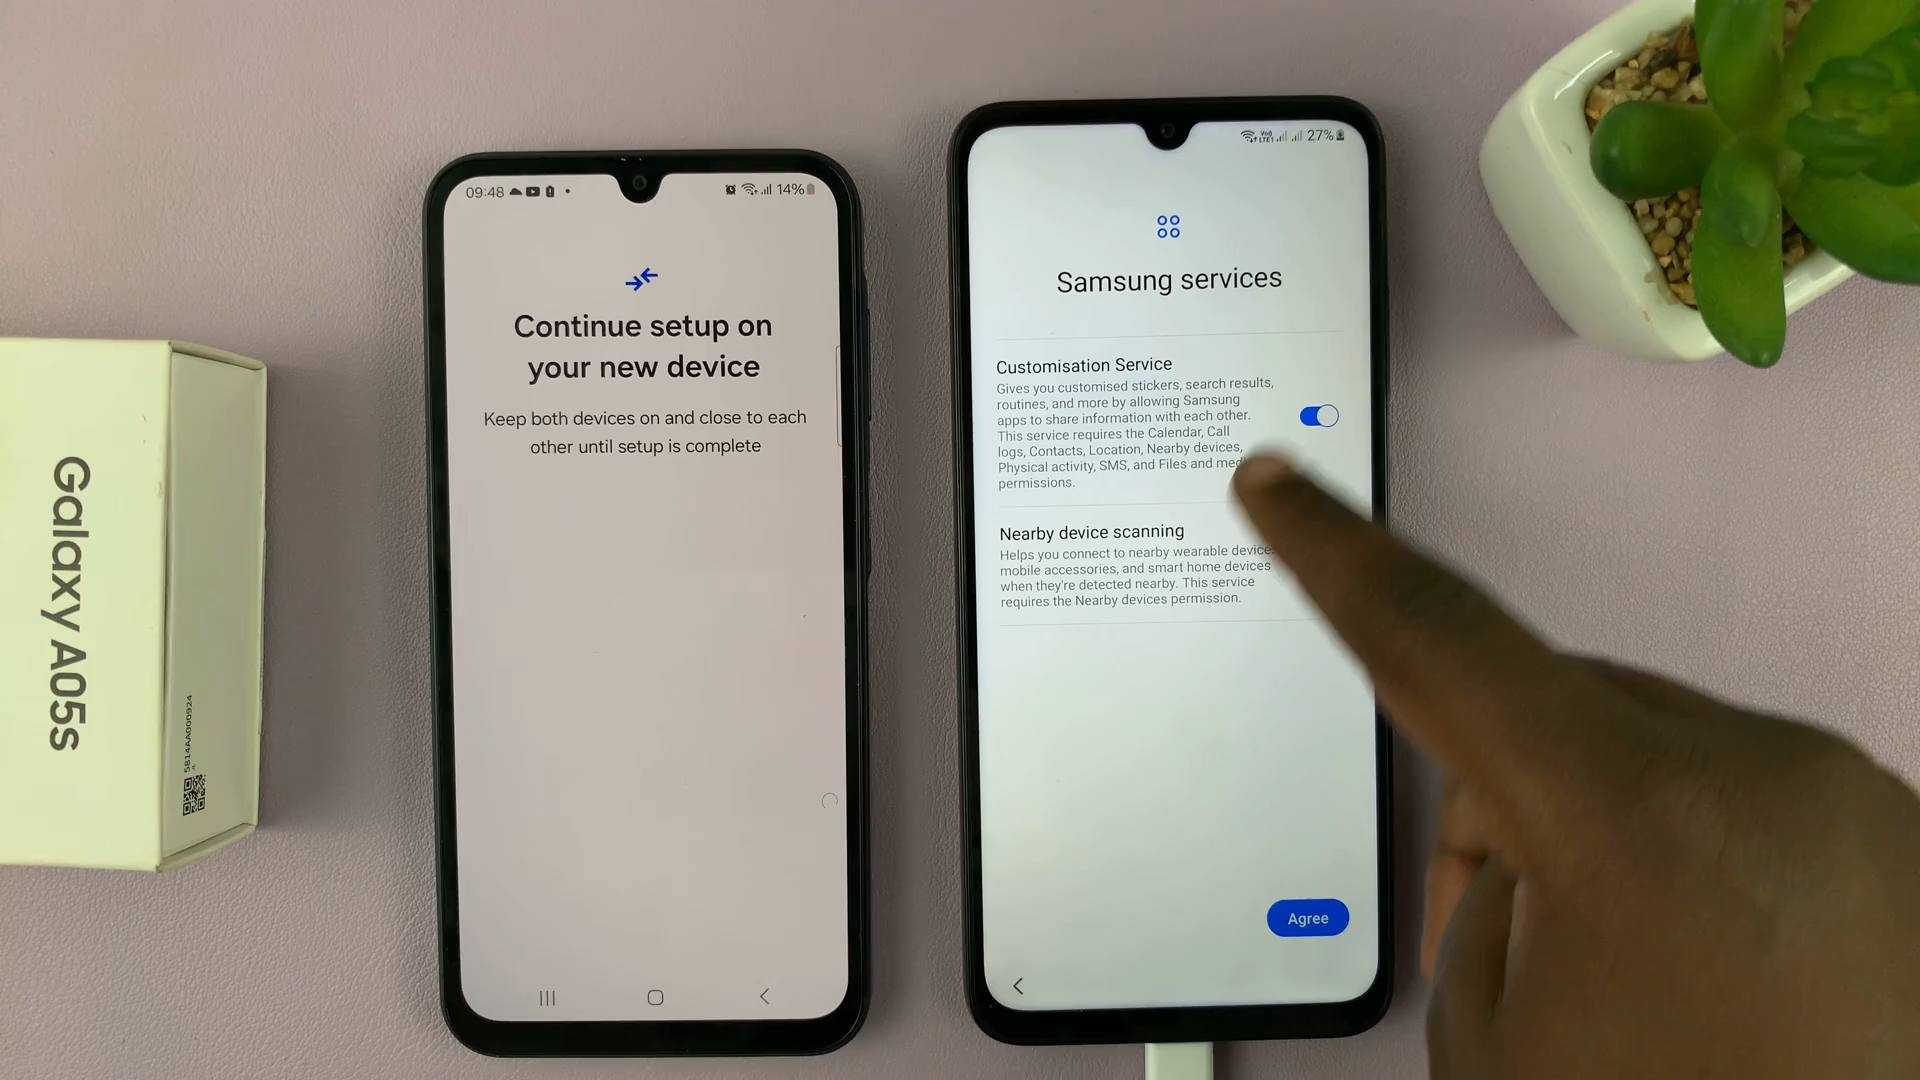 Galaxy A05s
5814AA000924
09:48
14%
Continue setup on
your new device
Keep both devices on and close to each
other until setup is complete
27%
Samsung services
Customisation Service
Gives you customised stickers, search results,
routines, and more by allowing Samsung
apps to share information with each other.
This service requires the Calendar, Call
logs, Contacts, Location, Nearby devices,
Physical activity, SMS, and Files and
permissions.
Nearby device scanning
Helps you connect to nearby wearable
mobile accessories, and smart home devices
when they're detected nearby. This service
requires the Nearby devices permission.
Agree